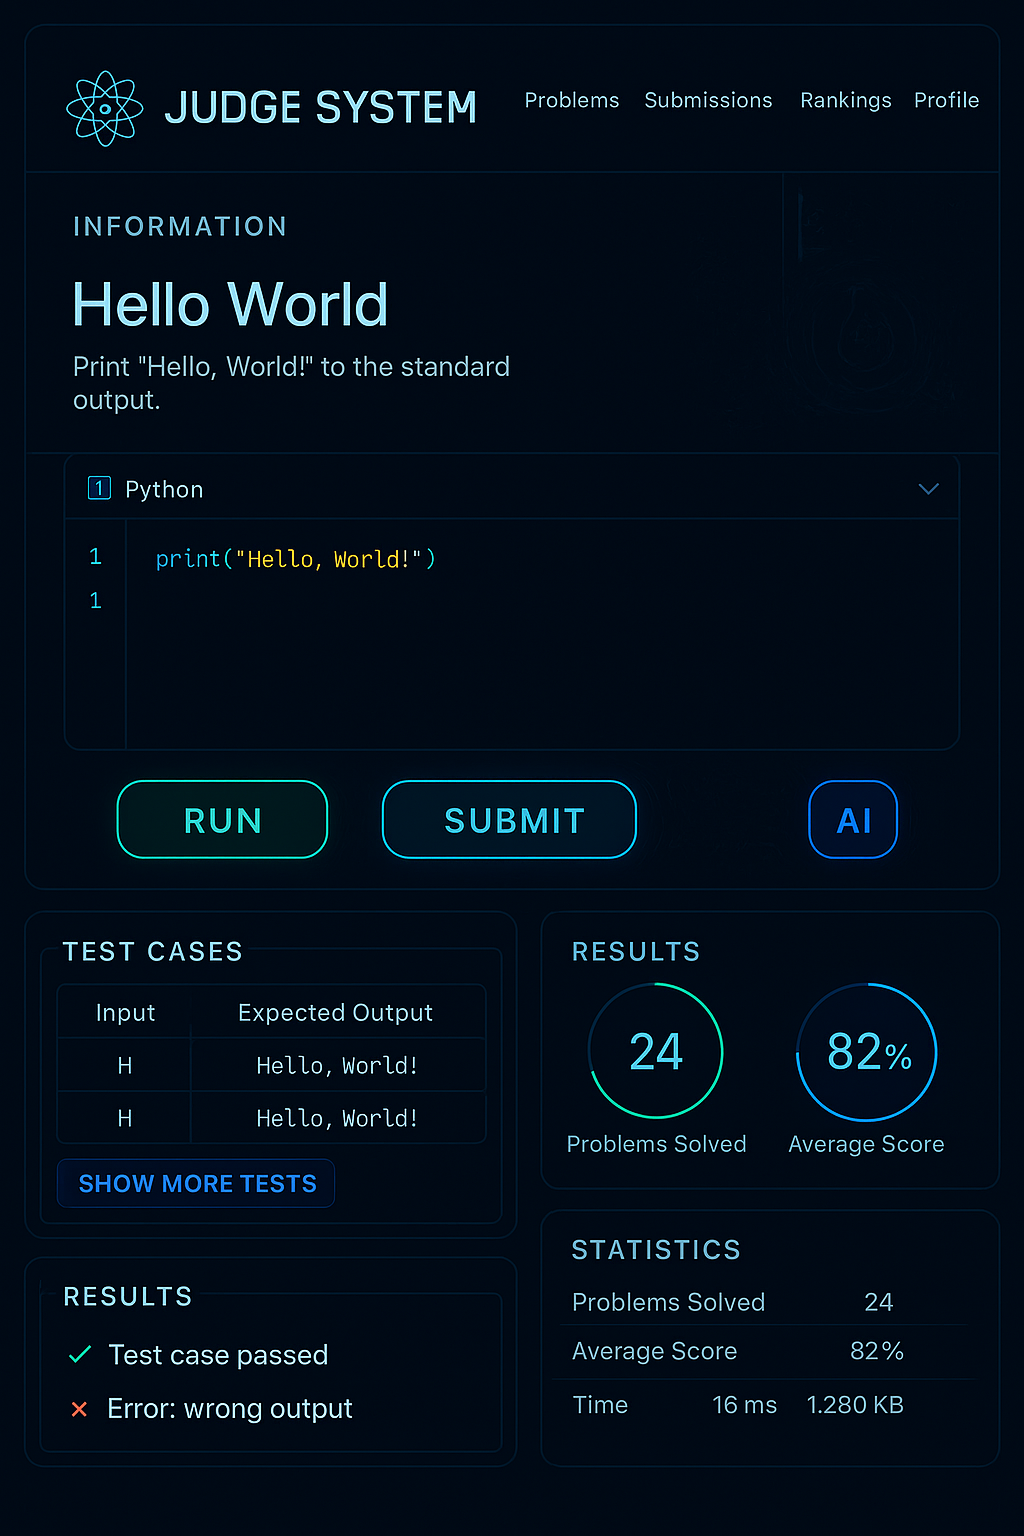 JUDGE SYSTEM
Problems Submissions Rankings Profile
INFORMATION
Hello World
Print "Hello, World!" to the standard
output.
1 Python
1 print("Hello, World!")
1
RUN SUBMIT AI
TEST CASES
Input Expected Output
H Hello, World!
H Hello, World!
SHOW MORE TESTS
RESULTS
✓ Test case passed
× Error: wrong output
RESULTS
24 82%
Problems Solved Average Score
STATISTICS
Problems Solved 24
Average Score 82%
Time 16 ms 1.280 KB